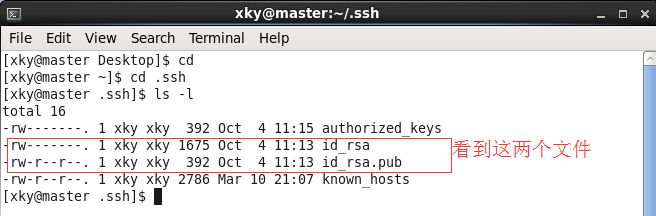 xky@master:~/.ssh
File Edit View Search Terminal Help
[xky@master Desktop]$ cd
[xky@master ~]$ cd .ssh
[xky@master .ssh]$ ls -l
total 16
-rw-------. 1 xky xky  392 Oct  4 11:15 authorized_keys
-rw-------. 1 xky xky 1675 Oct  4 11:13 id_rsa
-rw-r--r--. 1 xky xky  392 Oct  4 11:13 id_rsa.pub
看到这两个文件
-rw-r--r--. 1 xky xky 2786 Mar 10 21:07 known_hosts
[xky@master .ssh]$